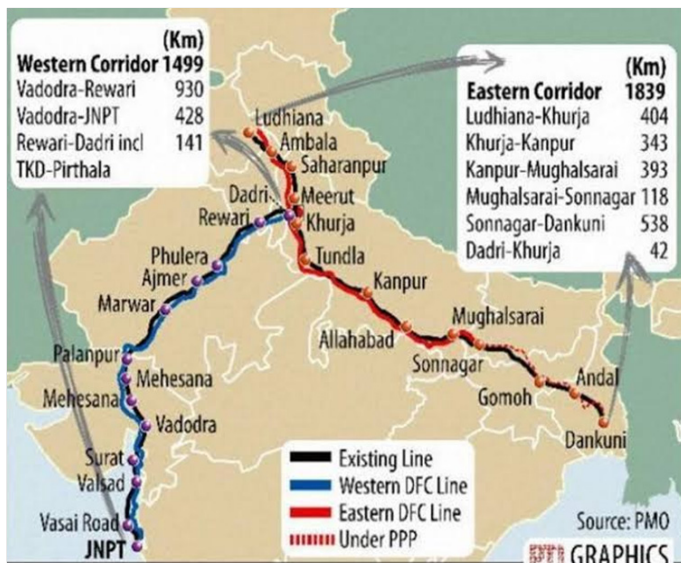 (Km)
Western Corridor 1499
Vadodra-Rewari 930
Vadodra-JNPT 428
Rewari-Dadri incl 141
TKD-Pirthala
(Km)
Eastern Corridor 1839
Ludhiana-Khurja 404
Khurja-Kanpur 343
Kanpur-Mughalsarai 393
Mughalsarai-Sonnagar 118
Sonnagar-Dankuni 538
Dadri-Khurja 42
Ludhiana
Ambala
Saharanpur
Dadri
Meerut
Rewari
Khurja
Phulera
Tundla
Ajmer
Kanpur
Marwar
Mughalsarai
Allahabad
Palanpur
Sonnagar
Mehesana
Andal
Mehesana
Gomoh
Vadodra
Dankuni
Surat
Valsad
Vasai Road
JNPT
Existing Line
Western DFC Line
Eastern DFC Line
Under PPP
Source: PMO
GRAPHICS